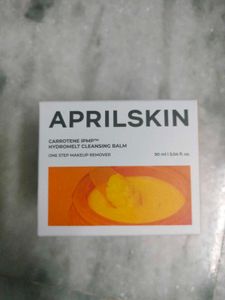 APRILSKIN
CARROTENE IPMP™
HYDROMELT CLEANSING BALM
ONE STEP MAKEUP REMOVER
90 ml / 3.04 fl. oz.